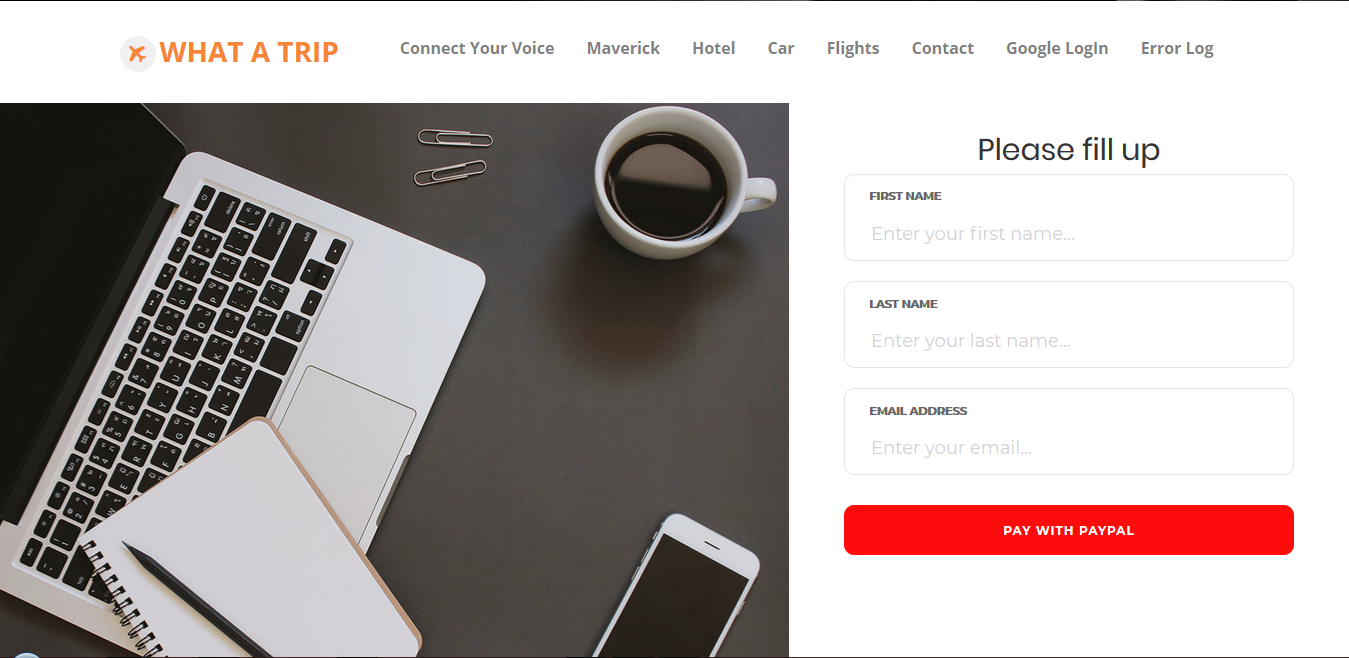 WHAT A TRIP
Connect Your Voice Maverick Hotel Car Flights Contact Google LogIn Error Log
Please fill up
FIRST NAME
Enter your first name...
LAST NAME
Enter your last name...
EMAIL ADDRESS
Enter your email...
PAY WITH PAYPAL